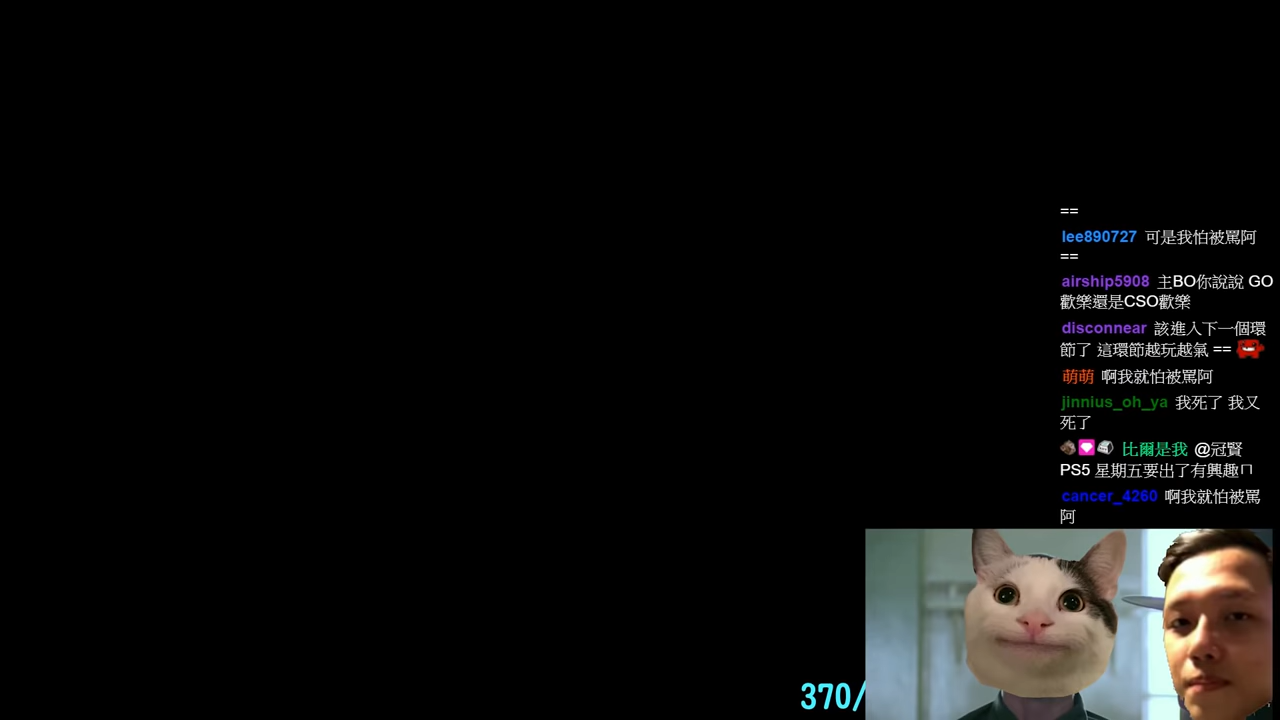 ==
lee890727 可是我怕被罵阿
==
airship5908 主BO你說說 GO
歡樂還是CSO歡樂
disconnear 該進入下一個環
節了 這環節越玩越氣 ==
萌萌 啊我就怕被罵阿
jinnius_oh_ya 我死了 我又
死了
比爾是我 @冠賢
PS5 星期五要出了有興趣ㄇ
cancer_4260 啊我就怕被罵
阿
370/